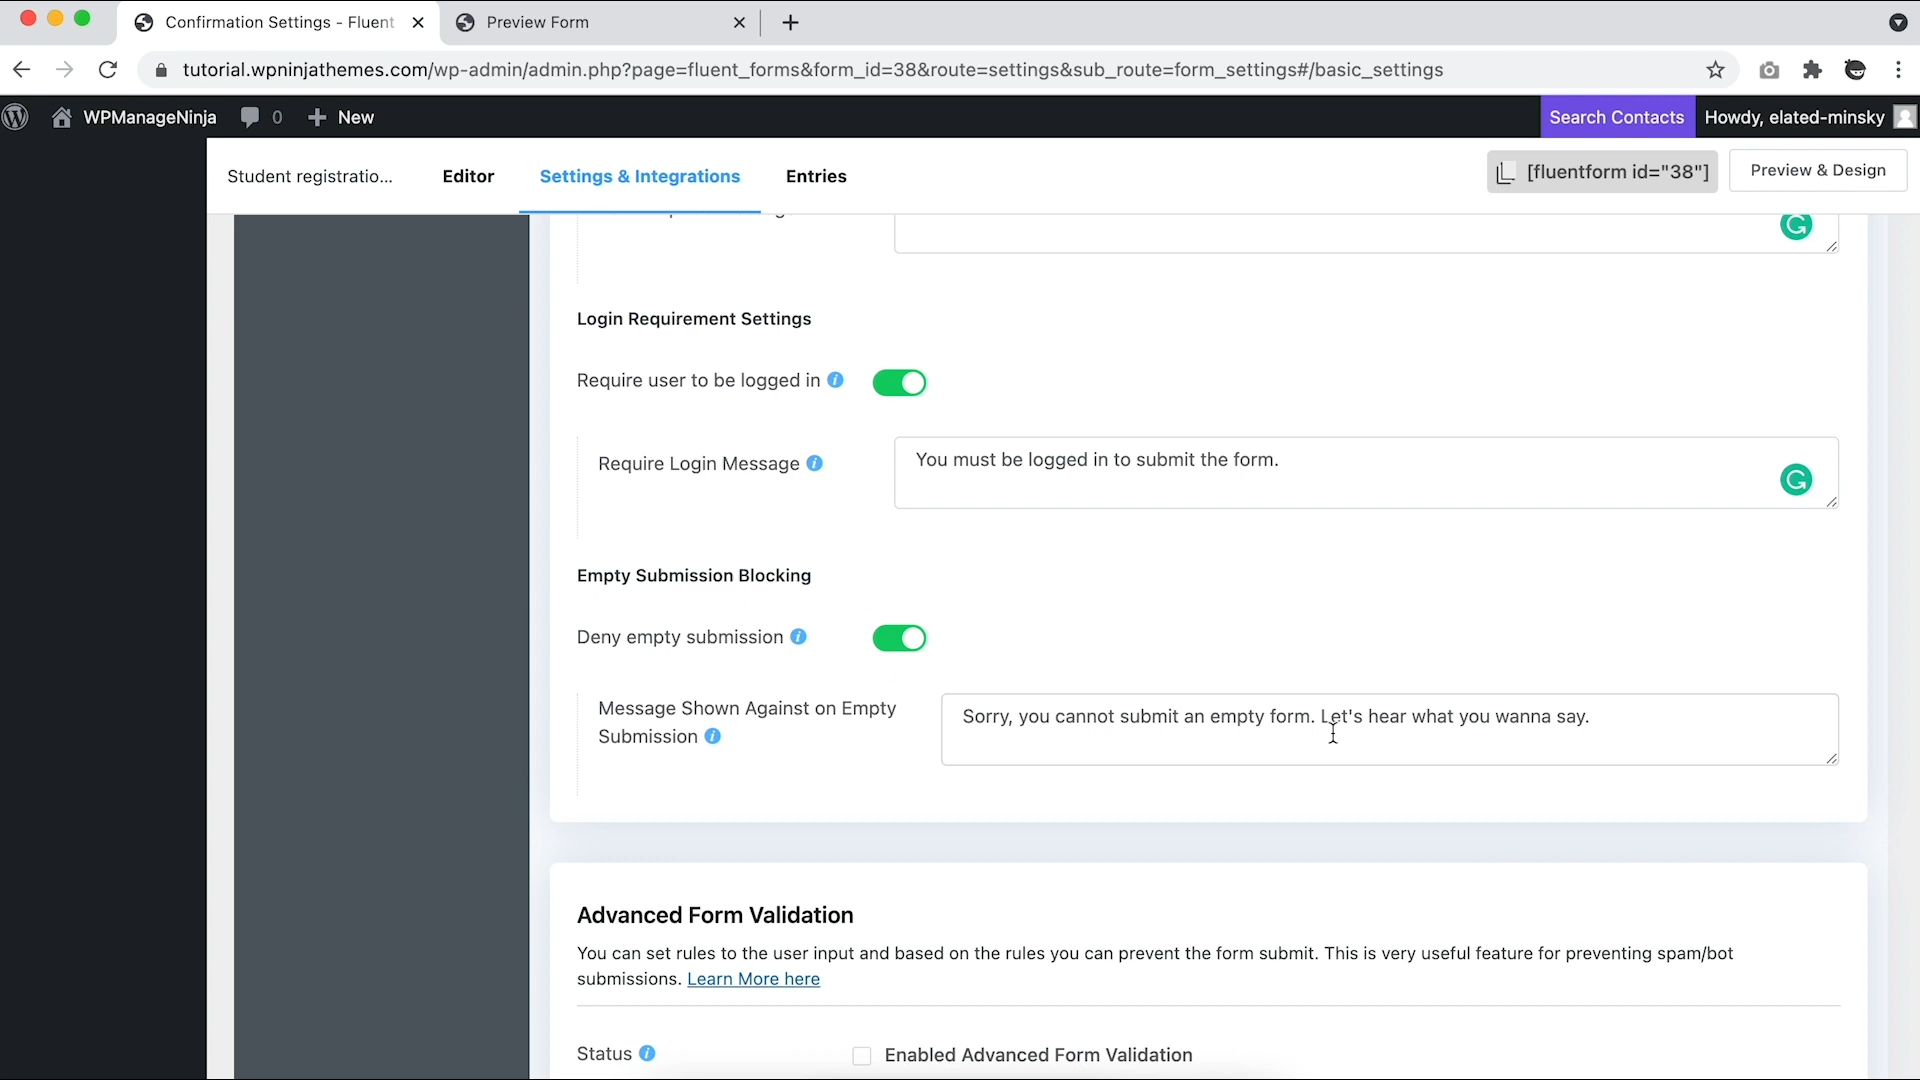 Confirmation Settings - Fluent
Preview Form
tutorial.wpninjathemes.com/wp-admin/admin.php?page=fluent_forms&form_id=38&route=settings&sub_route=form_settings#/basic_settings
WPManageNinja
0
New
Search Contacts
Howdy, elated-minsky
Student registratio...
Editor
Settings & Integrations
Entries
[fluentform id="38"]
Preview & Design
Login Requirement Settings
Require user to be logged in
Require Login Message
You must be logged in to submit the form.
Empty Submission Blocking
Deny empty submission
Message Shown Against on Empty
Submission
Sorry, you cannot submit an empty form. Let's hear what you wanna say.
Advanced Form Validation
You can set rules to the user input and based on the rules you can prevent the form submit. This is very useful feature for preventing spam/bot
submissions. Learn More here
Status
Enabled Advanced Form Validation